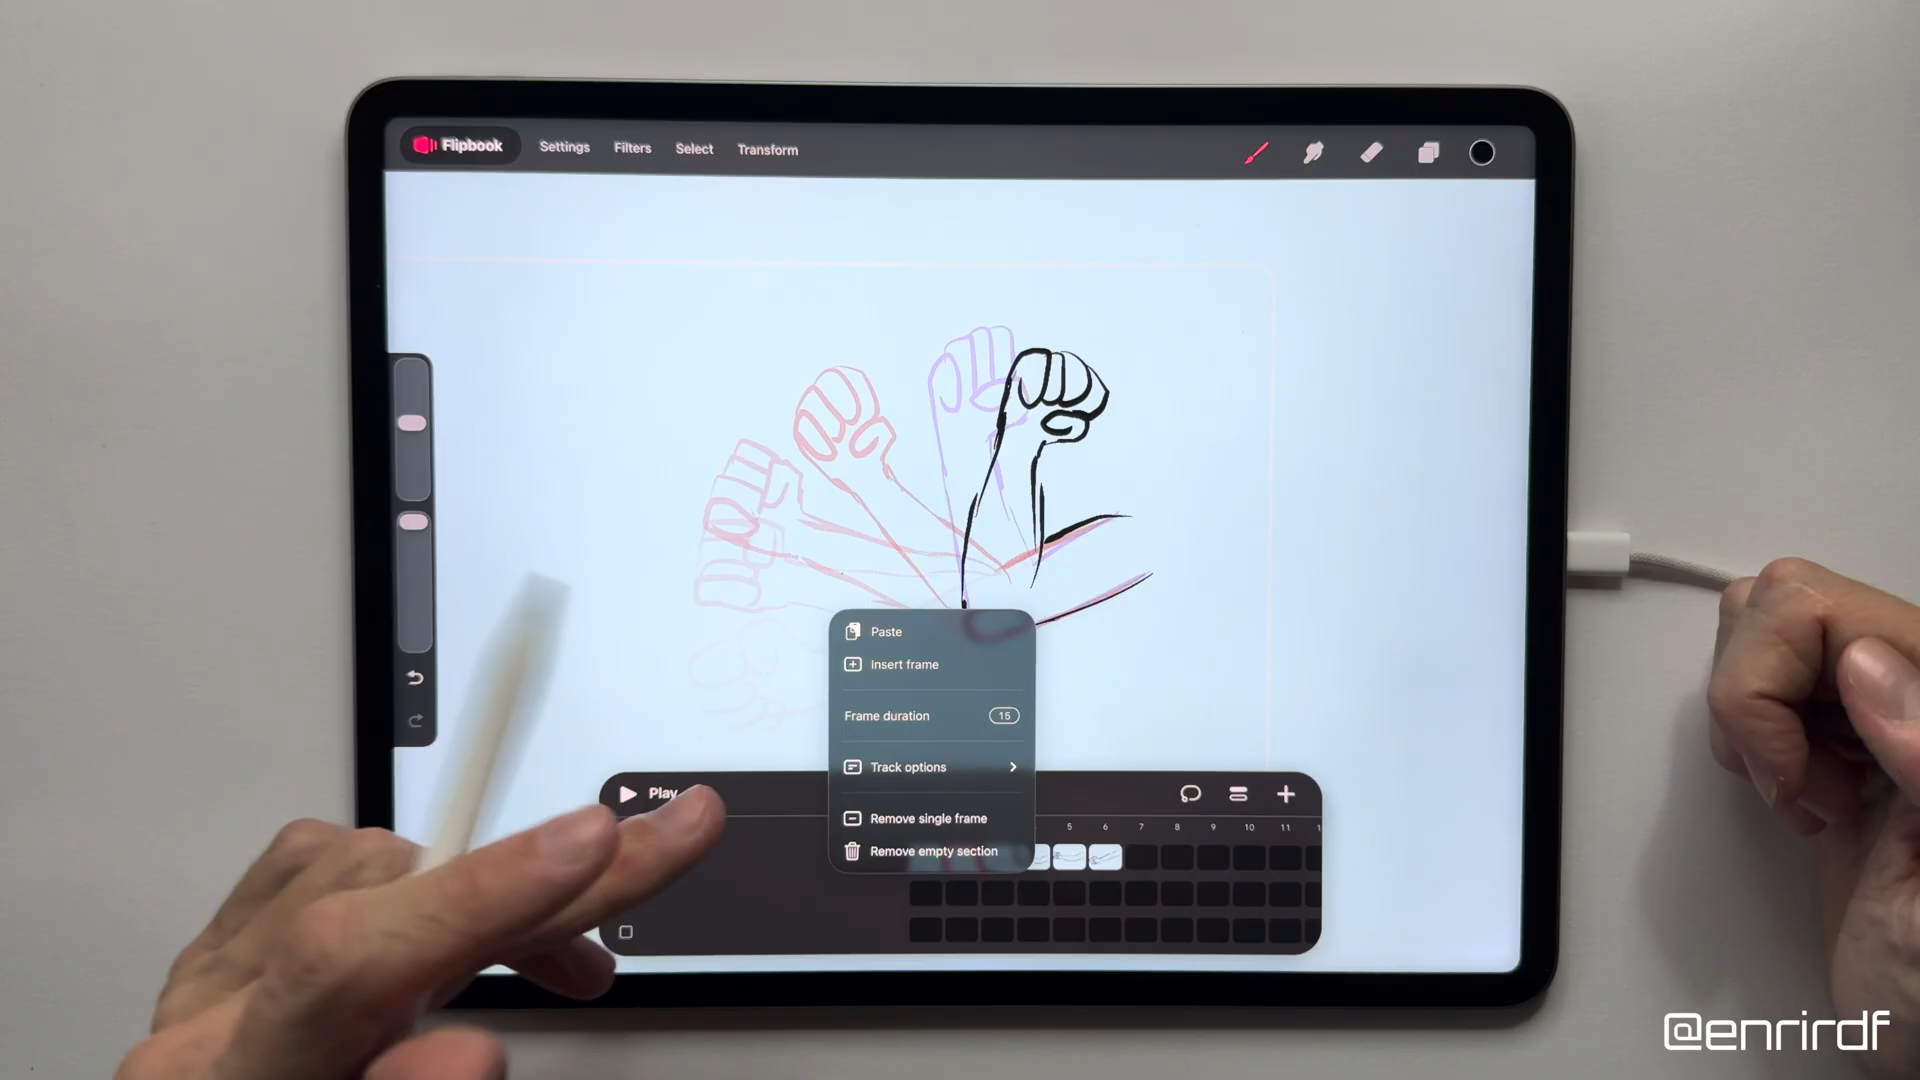 Flipbook Settings Filters Select Transform
Paste
Insert frame
Frame duration 15
Track options
Play
Remove single frame
5 6 7 8 9 10 11
Remove empty section
@enrirdf